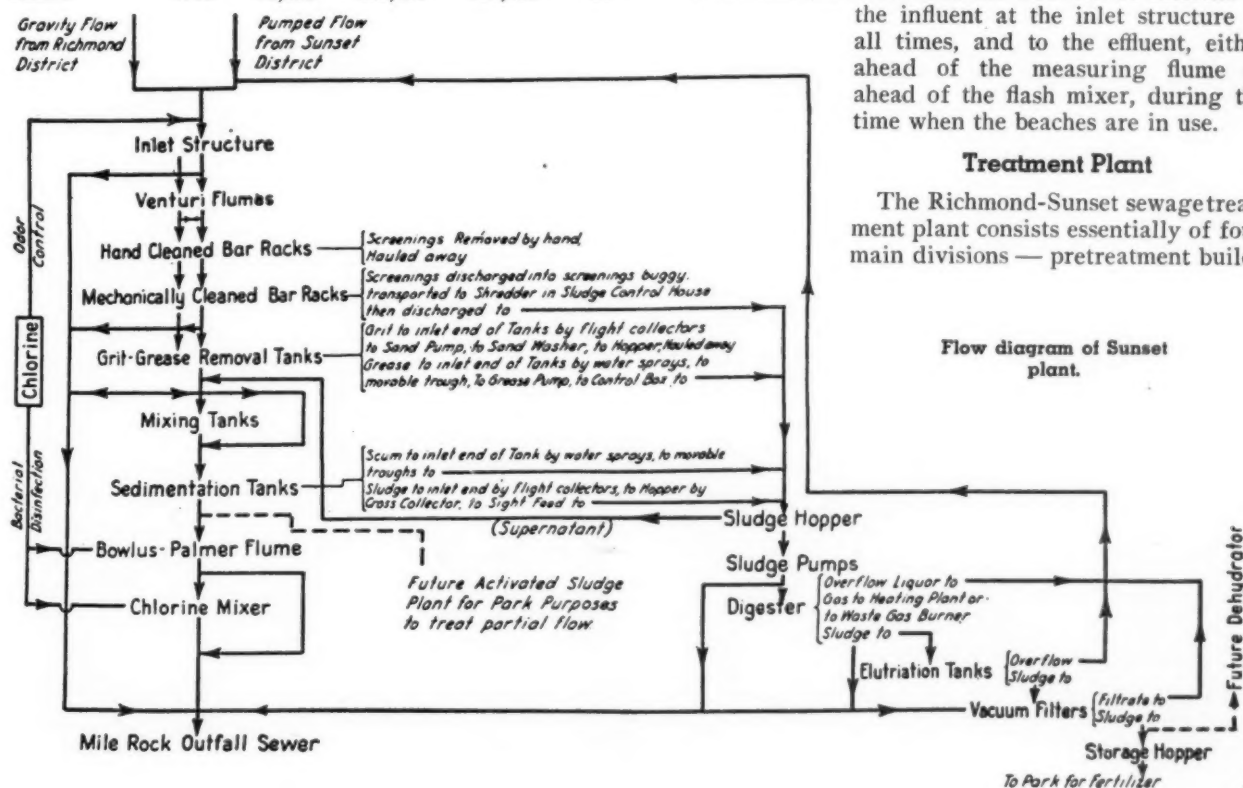 Gravity Flow
from Richmond
District
Pumped Flow
from Sunset
District
the influent at the inlet structure
all times, and to the effluent, eith
ahead of the measuring flume
ahead of the flash mixer, during t
time when the beaches are in use.
Treatment Plant
The Richmond-Sunset sewage trea
ment plant consists essentially of fo
main divisions — pretreatment build
Flow diagram of Sunset
plant.
Odor
Control
Chlorine
Bacterial
Disinfection
Inlet Structure
Venturi Flumes
Hand Cleaned Bar Racks
Screenings Removed by hand,
Hauled away
Mechanically Cleaned Bar Racks
Screenings discharged into screenings buggy.
transported to Shredder in Sludge Control House
then discharged to
Grit-Grease Removal Tanks
Grit to inlet end of Tanks by flight collectors
to Sand Pump, to Sand Washer, to Hopper, Hauled away
Grease to inlet end of Tanks by water sprays, to
movable trough, To Grease Pump, to Control Box, to
Mixing Tanks
Sedimentation Tanks
Scum to inlet end of Tank by water sprays, to movable
troughs to
Sludge to inlet end by flight collectors, to Hopper by
Cross Collector, to Sight Feed to
(Supernatant)
Sludge Hopper
Bowlus-Palmer Flume
Sludge Pumps
Future Activated Sludge
Plant for Park Purposes
to treat partial flow
Chlorine Mixer
Digester
Overflow Liquor to
Gas to Heating Plant or
to Waste Gas Burner
Sludge to
Elutriation Tanks
Overflow
Sludge to
Vacuum Filters
Filtrate to
Sludge to
Future Dehydrator
Mile Rock Outfall Sewer
Storage Hopper
To Park for Fertilizer